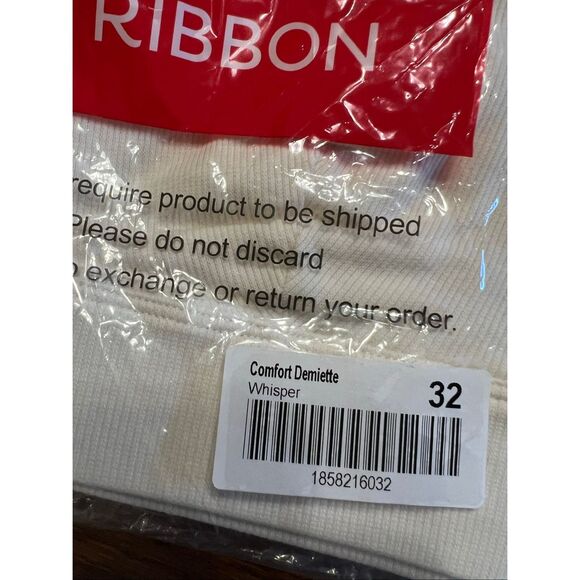 RIBBON
require product to be shipped
Please do not discard
exchange or return your order.
Comfort Demiette
Whisper
32
1858216032